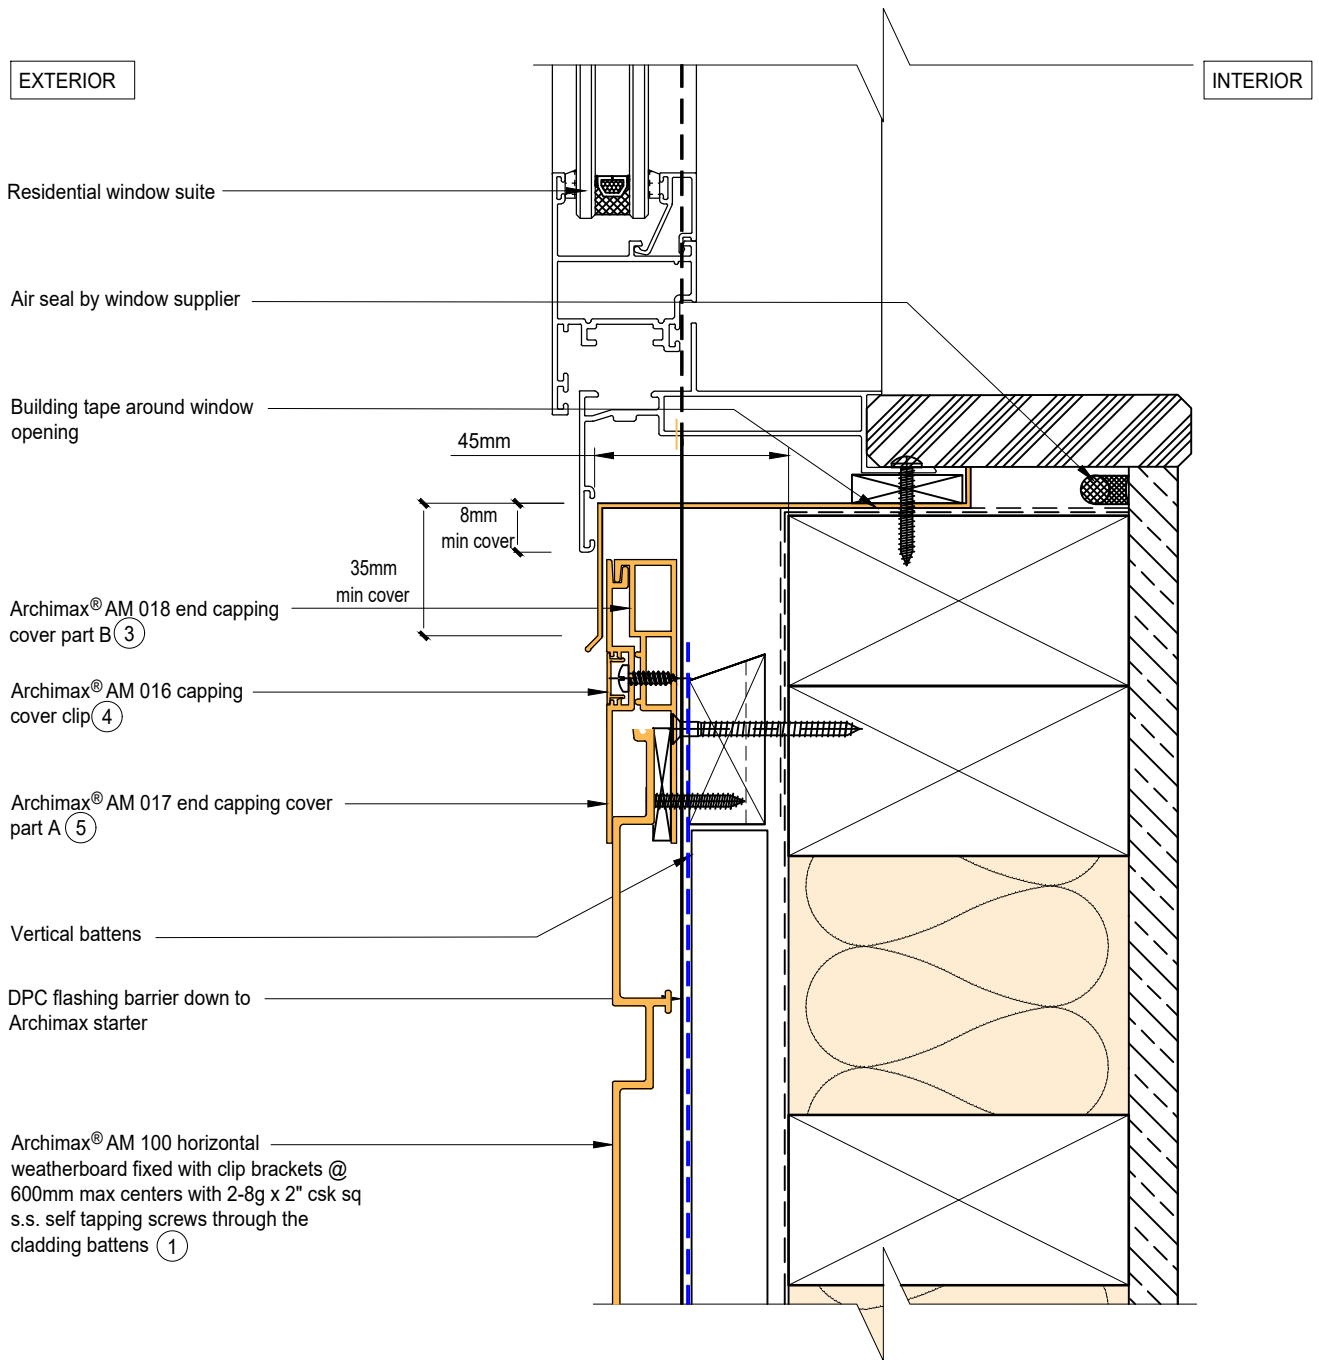 EXTERIOR
INTERIOR
Residential window suite
Air seal by window supplier
Building tape around window
opening
45mm
8mm
min cover
35mm
min cover
Archimax® AM 018 end capping
cover part B 3
Archimax® AM 016 capping
cover clip 4
Archimax® AM 017 end capping cover
part A 5
Vertical battens
DPC flashing barrier down to
Archimax starter
Archimax® AM 100 horizontal
weatherboard fixed with clip brackets @
600mm max centers with 2-8g x 2" csk sq
s.s. self tapping screws through the
cladding battens 1